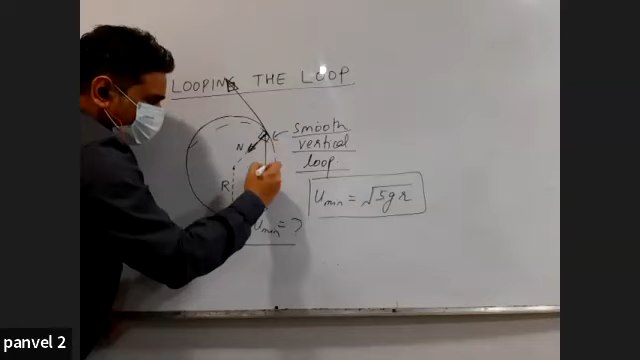 LOOPING THE LOOP
smooth
vertical
loop
N
R
Umin = √5gr
Umin = ?
panvel 2